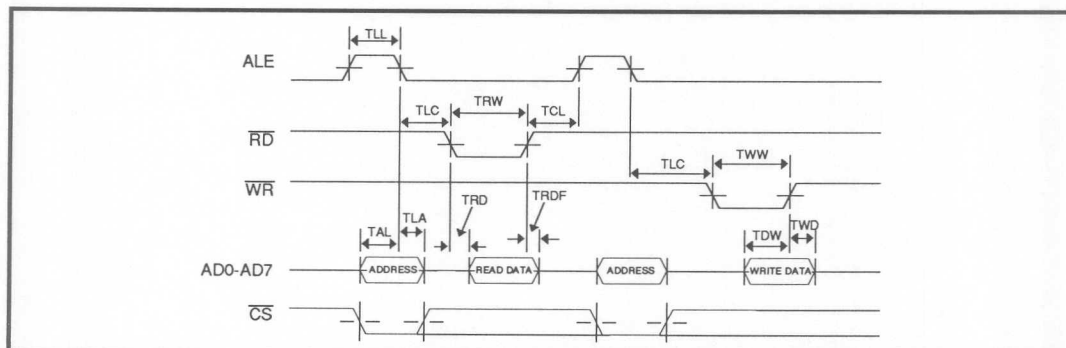 TLL
ALE
TLC TRW TCL
RD
TLC TWW
WR
TRD TRDF
TAL TLA TDW TWD
AD0-AD7 ADDRESS READ DATA ADDRESS WRITE DATA
CS